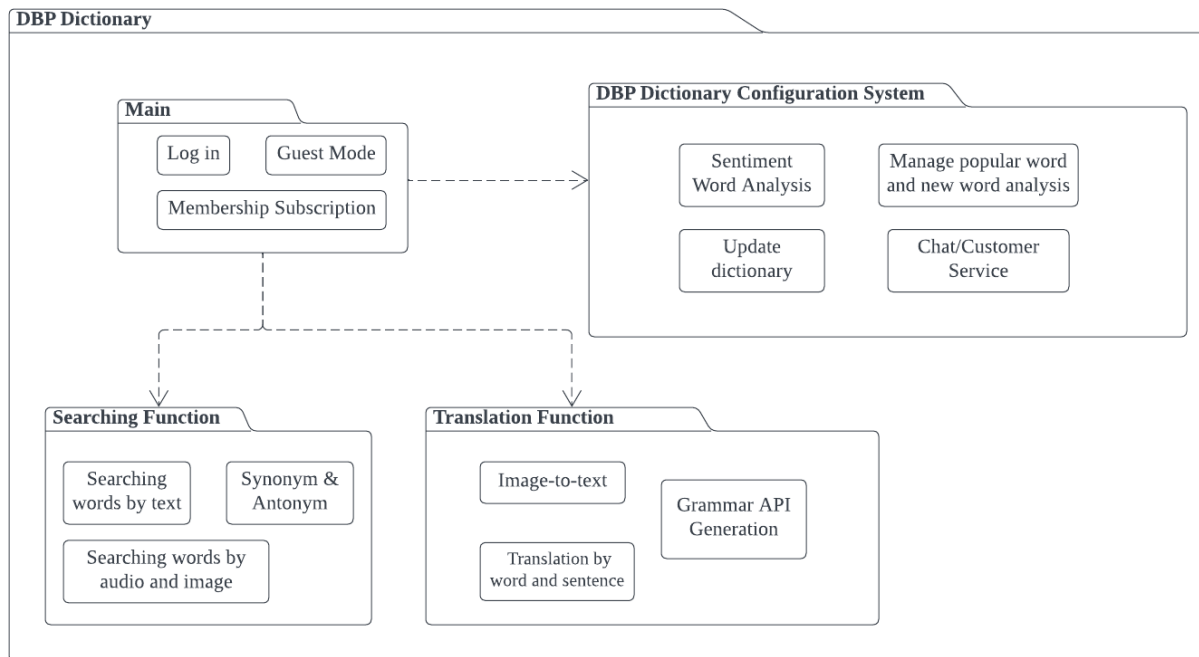 DBP Dictionary
Main
Log in
Guest Mode
Membership Subscription
DBP Dictionary Configuration System
Sentiment
Word Analysis
Manage popular word
and new word analysis
Update
dictionary
Chat/Customer
Service
Searching Function
Searching
words by text
Synonym &
Antonym
Searching words by
audio and image
Translation Function
Image-to-text
Grammar API
Generation
Translation by
word and sentence